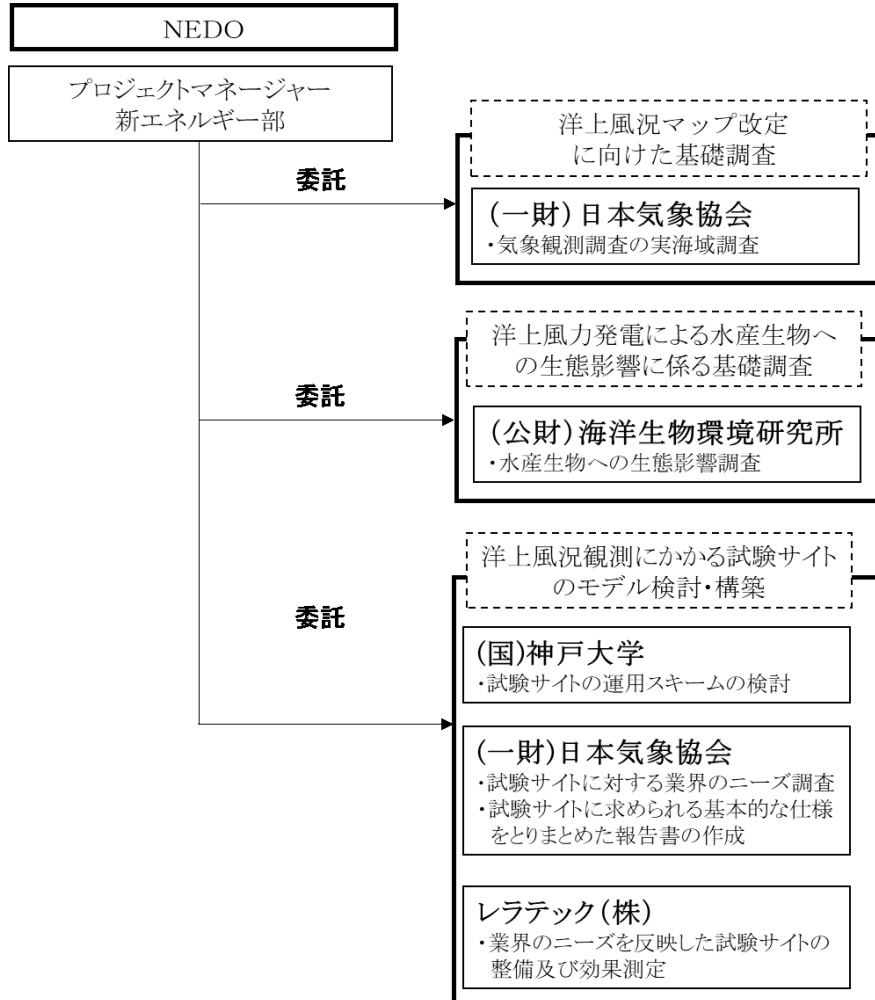 NEDO
プロジェクトマネージャー
新エネルギー部
委託
洋上風況マップ改定
に向けた基礎調査
(一財)日本気象協会
・気象観測調査の実海域調査
委託
洋上風力発電による水産生物へ
の生態影響に係る基礎調査
(公財)海洋生物環境研究所
・水産生物への生態影響調査
委託
洋上風況観測にかかる試験サイト
のモデル検討・構築
(国)神戸大学
・試験サイトの運用スキームの検討
(一財)日本気象協会
・試験サイトに対する業界のニーズ調査
・試験サイトに求められる基本的な仕様
をとりまとめた報告書の作成
レラテック(株)
・業界のニーズを反映した試験サイトの
整備及び効果測定